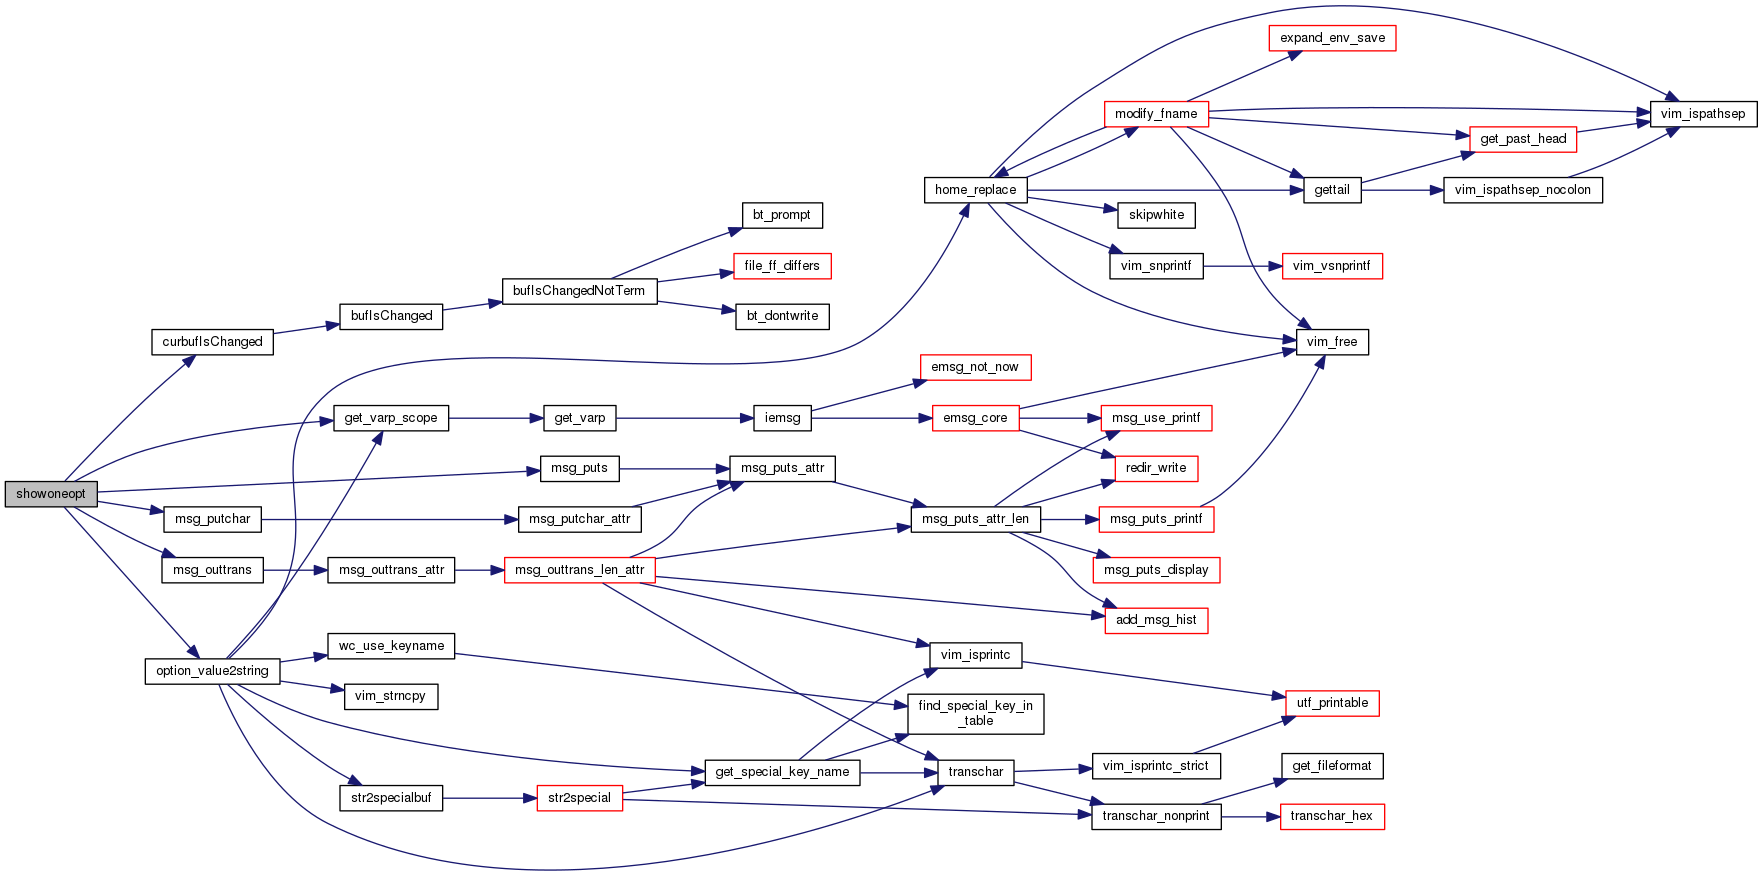 expand_env_save
modify_fname
vim_ispathsep
get_past_head
home_replace
gettail
vim_ispathsep_nocolon
bt_prompt
skipwhite
file_ff_differs
vim_snprintf
vim_vsnprintf
bufIsChangedNotTerm
bufIsChanged
bt_dontwrite
curbufIsChanged
vim_free
emsg_not_now
get_varp_scope
get_varp
iemsg
emsg_core
msg_use_printf
msg_puts
msg_puts_attr
redir_write
showoneopt
msg_putchar
msg_putchar_attr
msg_puts_attr_len
msg_puts_printf
msg_outtrans
msg_outtrans_attr
msg_outtrans_len_attr
msg_puts_display
add_msg_hist
wc_use_keyname
vim_isprintc
option_value2string
vim_strncpy
find_special_key_in
_table
utf_printable
get_special_key_name
transchar
vim_isprintc_strict
get_fileformat
str2specialbuf
str2special
transchar_nonprint
transchar_hex